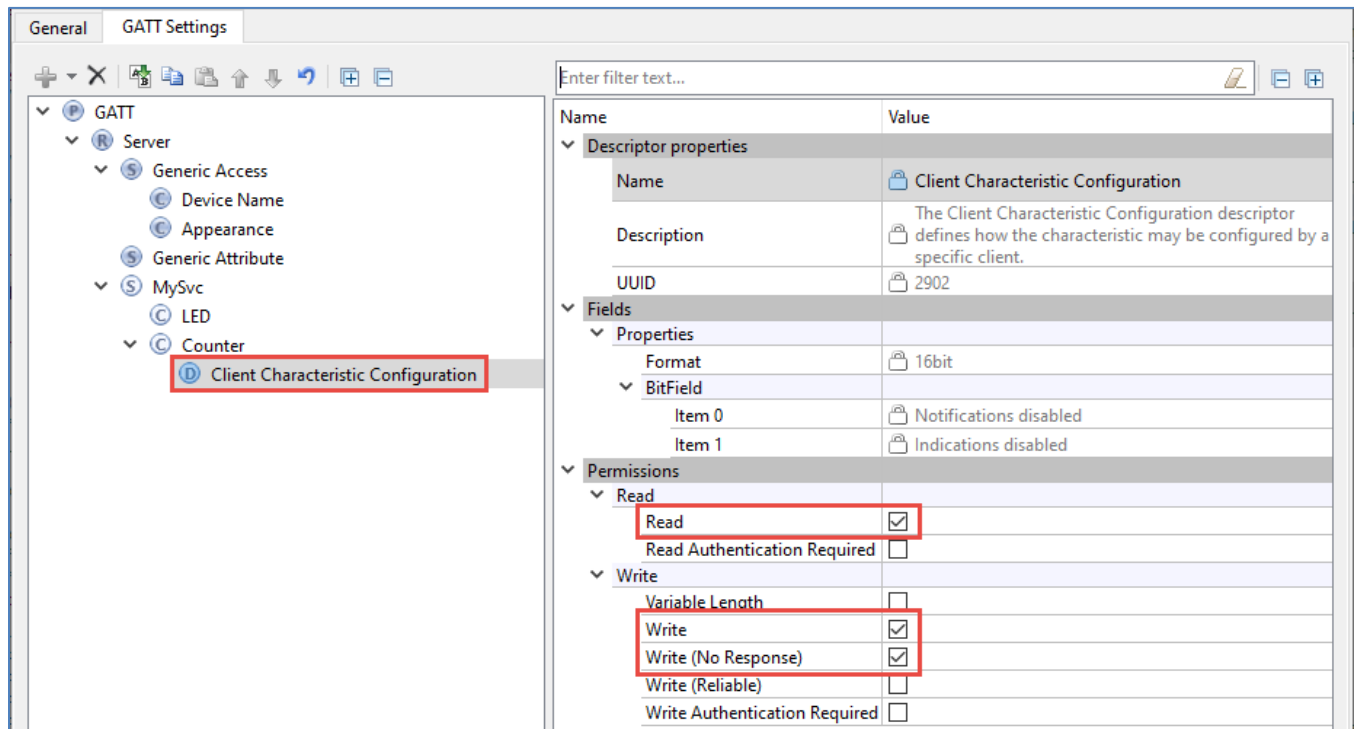 General GATT Settings
Enter filter text...
GATT
Server
Generic Access
Device Name
Appearance
Generic Attribute
MySvc
LED
Counter
Client Characteristic Configuration
Name Value
Descriptor properties
Name Client Characteristic Configuration
Description The Client Characteristic Configuration descriptor
defines how the characteristic may be configured by a
specific client.
UUID 2902
Fields
Properties
Format 16bit
BitField
Item 0 Notifications disabled
Item 1 Indications disabled
Permissions
Read
Read
Read Authentication Required
Write
Variable Length
Write
Write (No Response)
Write (Reliable)
Write Authentication Required